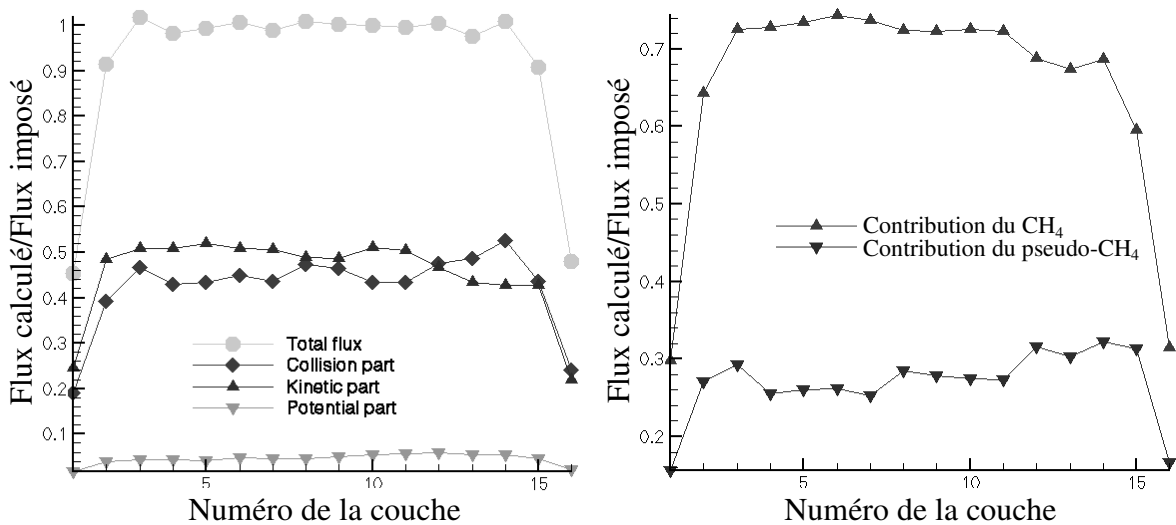 Flux calculé/Flux imposé
1
0.9
0.8
0.7
0.6
0.5
0.4
0.3
0.2
0.1
Total flux
Collision part
Kinetic part
Potential part
5
10
15
Numéro de la couche
Flux calculé/Flux imposé
0.7
0.6
0.5
0.4
0.3
0.2
Contribution du CH₄
Contribution du pseudo-CH₄
5
10
15
Numéro de la couche